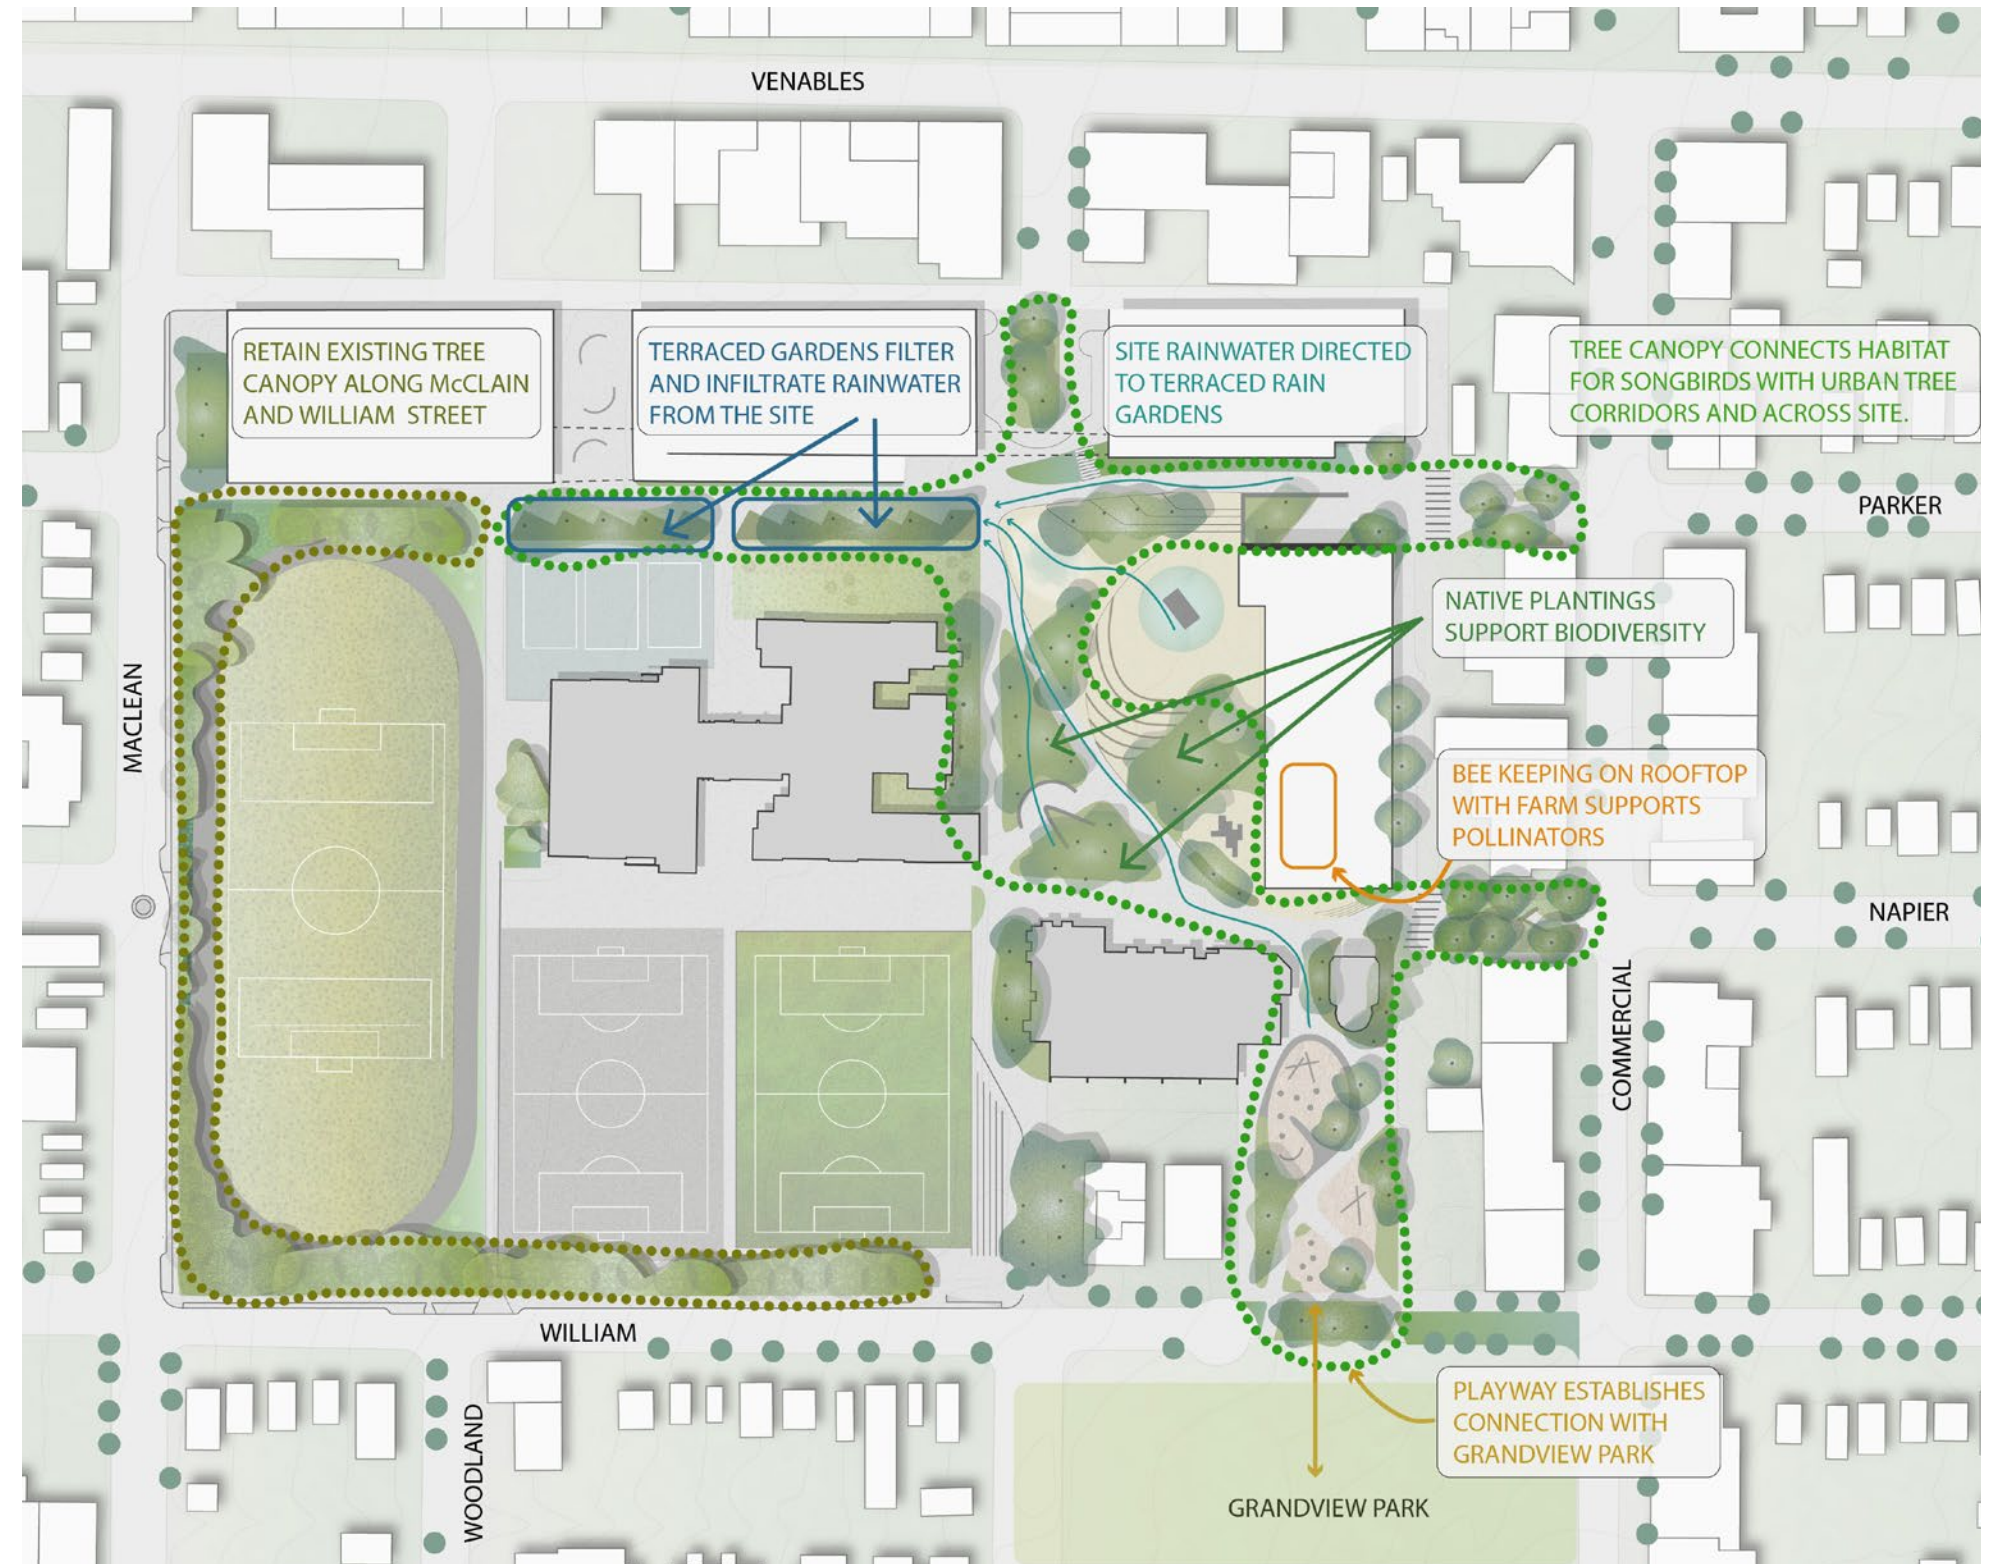 VENABLES
RETAIN EXISTING TREE
CANOPY ALONG McCLAIN
AND WILLIAM STREET
TERRACED GARDENS FILTER
AND INFILTRATE RAINWATER
FROM THE SITE
SITE RAINWATER DIRECTED
TO TERRACED RAIN
GARDENS
TREE CANOPY CONNECTS HABITAT
FOR SONGBIRDS WITH URBAN TREE
CORRIDORS AND ACROSS SITE.
PARKER
NATIVE PLANTINGS
SUPPORT BIODIVERSITY
MACLEAN
BEE KEEPING ON ROOFTOP
WITH FARM SUPPORTS
POLLINATORS
NAPIER
COMMERCIAL
WILLIAM
PLAYWAY ESTABLISHES
CONNECTION WITH
GRANDVIEW PARK
WOODLAND
GRANDVIEW PARK